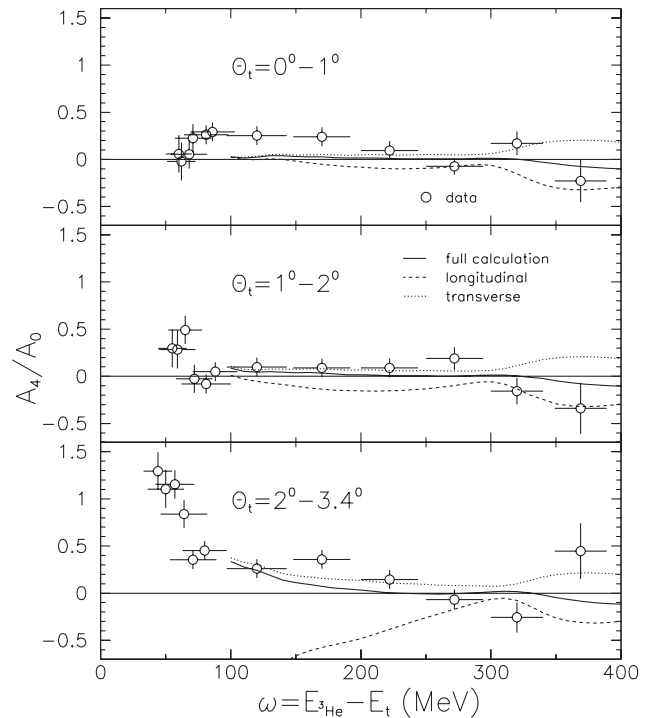 1.5
1
Θt=0°−1°
0.5
0
data
−0.5
1.5
full calculation
1
Θt=1°−2°
longitudinal
transverse
0.5
0
A4/A0
−0.5
1.5
1
Θt=2°−3.4°
0.5
0
−0.5
0 100 200 300 400
ω=E³He−Et (MeV)